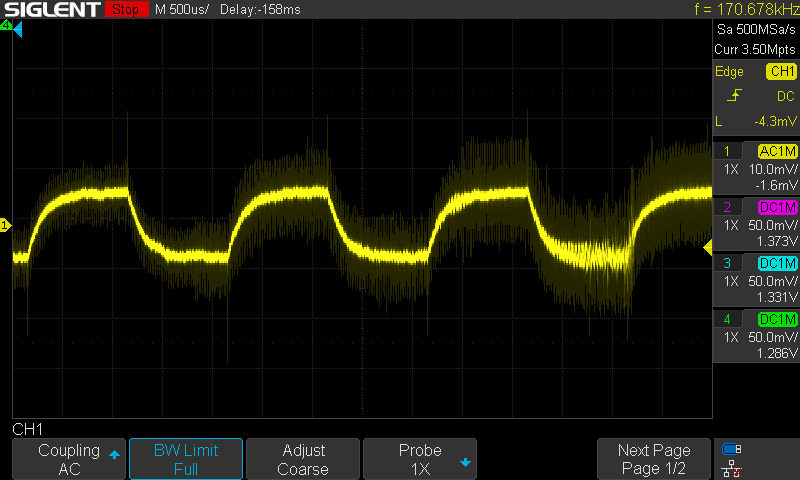 SIGLENT Stop M 500us/ Delay:-158ms f = 170.678kHz
Sa 500MSa/s
Curr 3.50Mpts
Edge CH1
DC
L -4.3mV
1 AC1M
1X 10.0mV/
-1.6mV
2 DC1M
1X 50.0mV/
1.373V
3 DC1M
1X 50.0mV/
1.331V
4 DC1M
1X 50.0mV/
1.286V
4
1
CH1
Coupling
AC
BW Limit
Full
Adjust
Coarse
Probe
1X
Next Page
Page 1/2